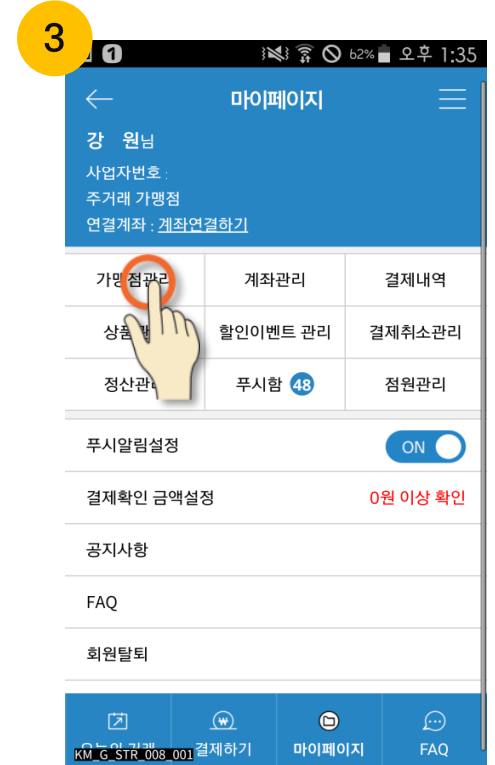 3
1 62% 오후 1:35
마이페이지
강 원님
사업자번호 :
주거래 가맹점
연결계좌 : 계좌연결하기
가맹점관리 계좌관리 결제내역
할인이벤트 관리 결제취소관리
푸시함 48 점원관리
푸시알림설정 ON
결제확인 금액설정 0원 이상 확인
공지사항
FAQ
회원탈퇴
결제하기 마이페이지 FAQ
KM_G_STR_008_001